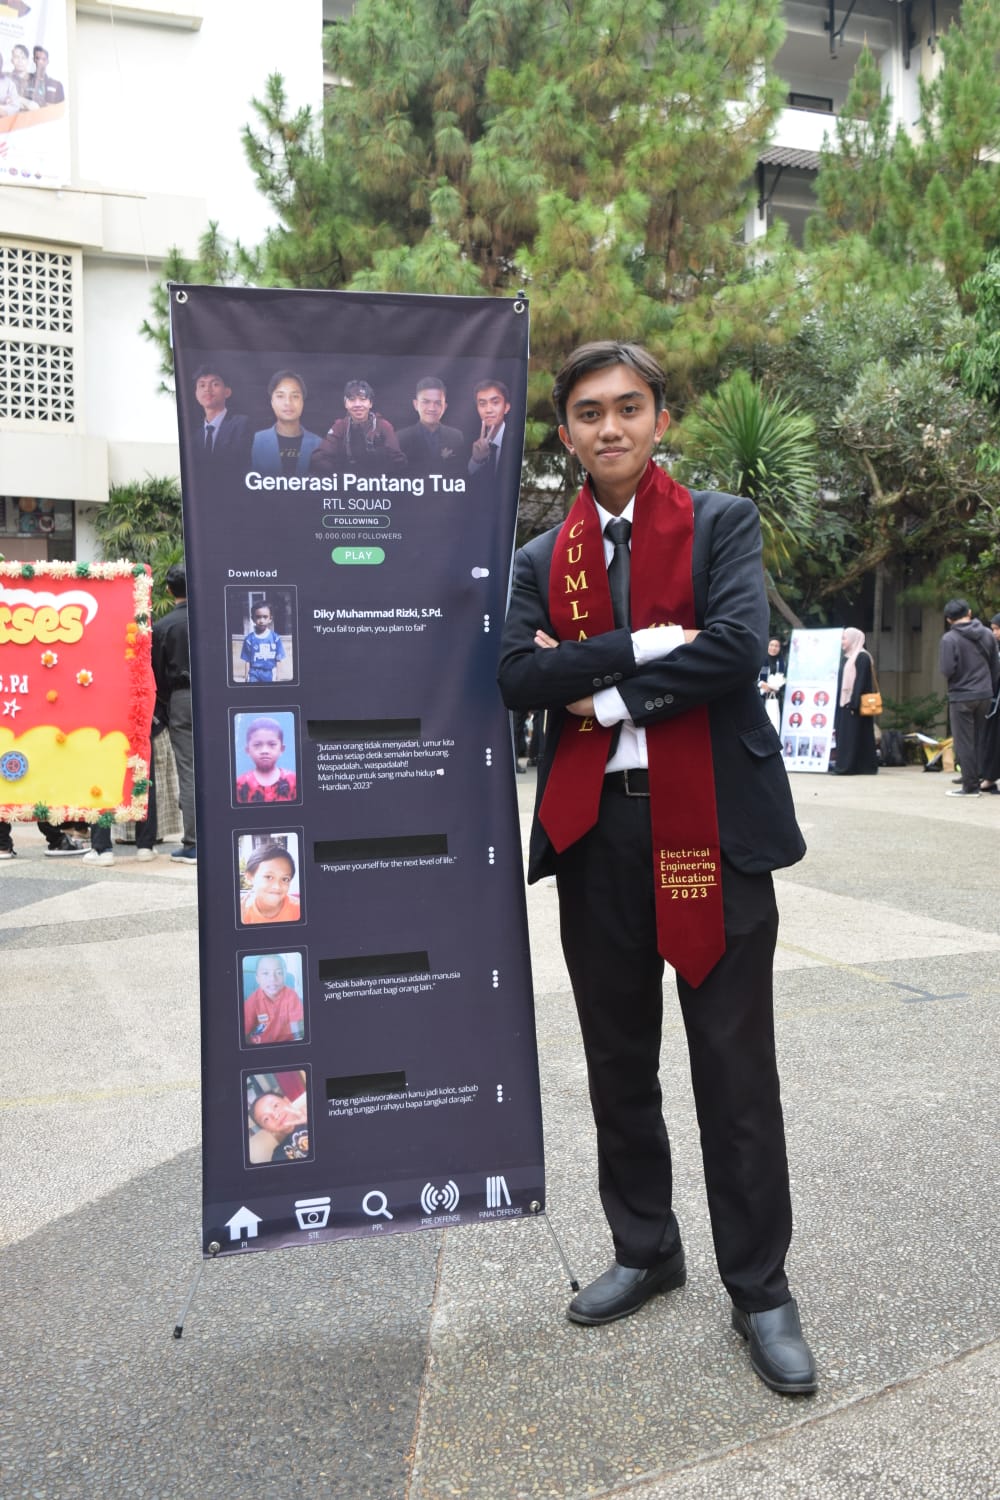 Generasi Pantang Tua
RTL SQUAD
FOLLOWING
10.000.000 FOLLOWERS
PLAY
Download
Diky Muhammad Rizki, S.Pd.
"If you fail to plan, you plan to fail"
"Jutaan orang tidak menyadari, umur kita
didunia setiap detik semakin berkurang.
Waspadalah.. waspadalah!!
Mari hidup untuk sang maha hidup
~Hardian, 2023"
"Prepare yourself for the next level of life."
"Sebaik baiknya manusia adalah manusia
yang bermanfaat bagi orang lain."
"Tong ngalalaworakeun kanu jadi kolot, sabab
indung tunggul rahayu bapa tangkal darajat."
PI
STE
PPL
PRE DEFENSE
FINAL DEFENSE
CUMLA E
Electrical
Engineering
Education
2023
ses
S.Pd